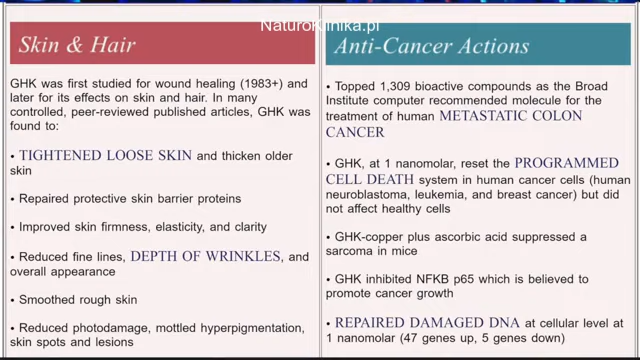 NaturoKlinika.pl
Skin & Hair
GHK was first studied for wound healing (1983+) and
later for its effects on skin and hair. In many
controlled, peer-reviewed published articles, GHK was
found to:
• TIGHTENED LOOSE SKIN and thicken older
skin
• Repaired protective skin barrier proteins
• Improved skin firmness, elasticity, and clarity
• Reduced fine lines, DEPTH OF WRINKLES, and
overall appearance
• Smoothed rough skin
• Reduced photodamage, mottled hyperpigmentation,
skin spots and lesions
Anti-Cancer Actions
• Topped 1,309 bioactive compounds as the Broad
Institute computer recommended molecule for the
treatment of human METASTATIC COLON
CANCER
• GHK, at 1 nanomolar, reset the PROGRAMMED
CELL DEATH system in human cancer cells (human
neuroblastoma, leukemia, and breast cancer) but did
not affect healthy cells
• GHK-copper plus ascorbic acid suppressed a
sarcoma in mice
• GHK inhibited NFKB p65 which is believed to
promote cancer growth
• REPAIRED DAMAGED DNA at cellular level at
1 nanomolar (47 genes up, 5 genes down)